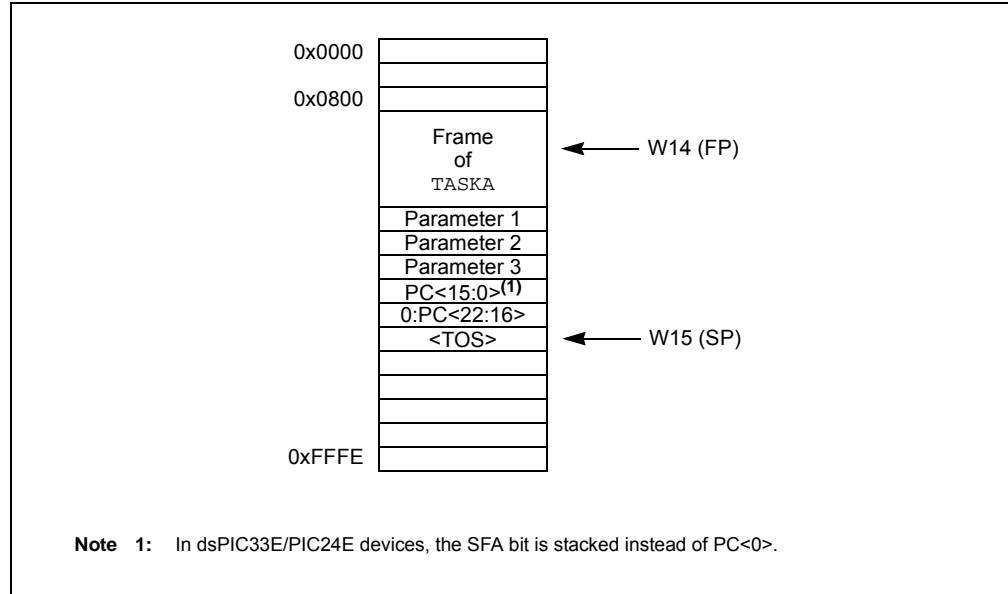 0x0000
0x0800
Frame
of
TASKA
W14 (FP)
Parameter 1
Parameter 2
Parameter 3
PC<15:0>(1)
0:PC<22:16>
<TOS>
W15 (SP)
0xFFFE
Note 1: In dsPIC33E/PIC24E devices, the SFA bit is stacked instead of PC<0>.